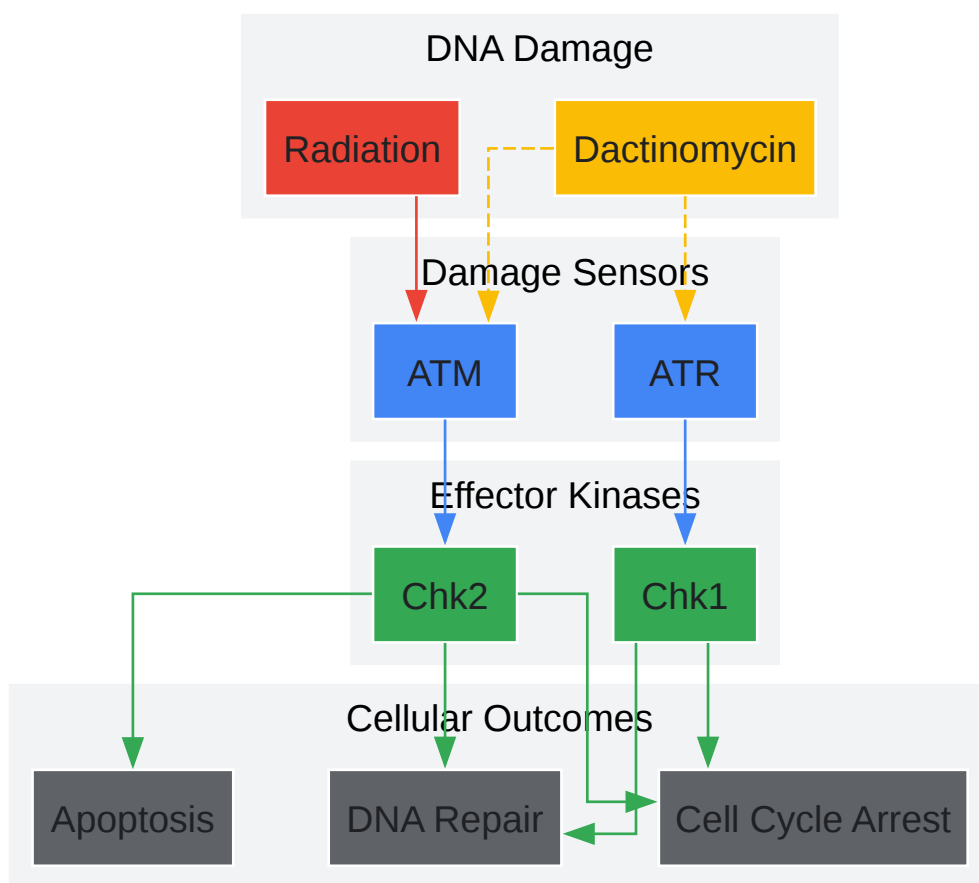 DNA Damage
Radiation
Dactinomycin
Damage Sensors
ATM
ATR
Effector Kinases
Chk2
Chk1
Cellular Outcomes
Apoptosis
DNA Repair
Cell Cycle Arrest